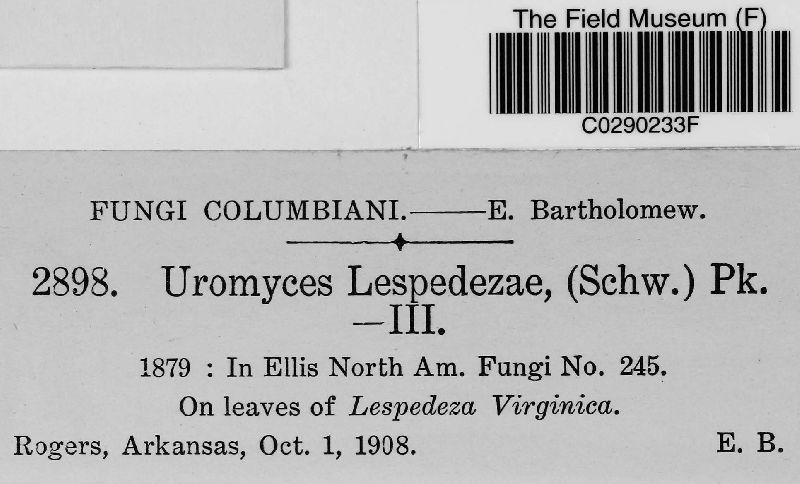 The Field Museum (F)
C0290233F
FUNGI COLUMBIANI.——E. Bartholomew.
2898. Uromyces Lespedezae, (Schw.) Pk.
—III.
1879 : In Ellis North Am. Fungi No. 245.
On leaves of Lespedeza Virginica.
Rogers, Arkansas, Oct. 1, 1908. E. B.